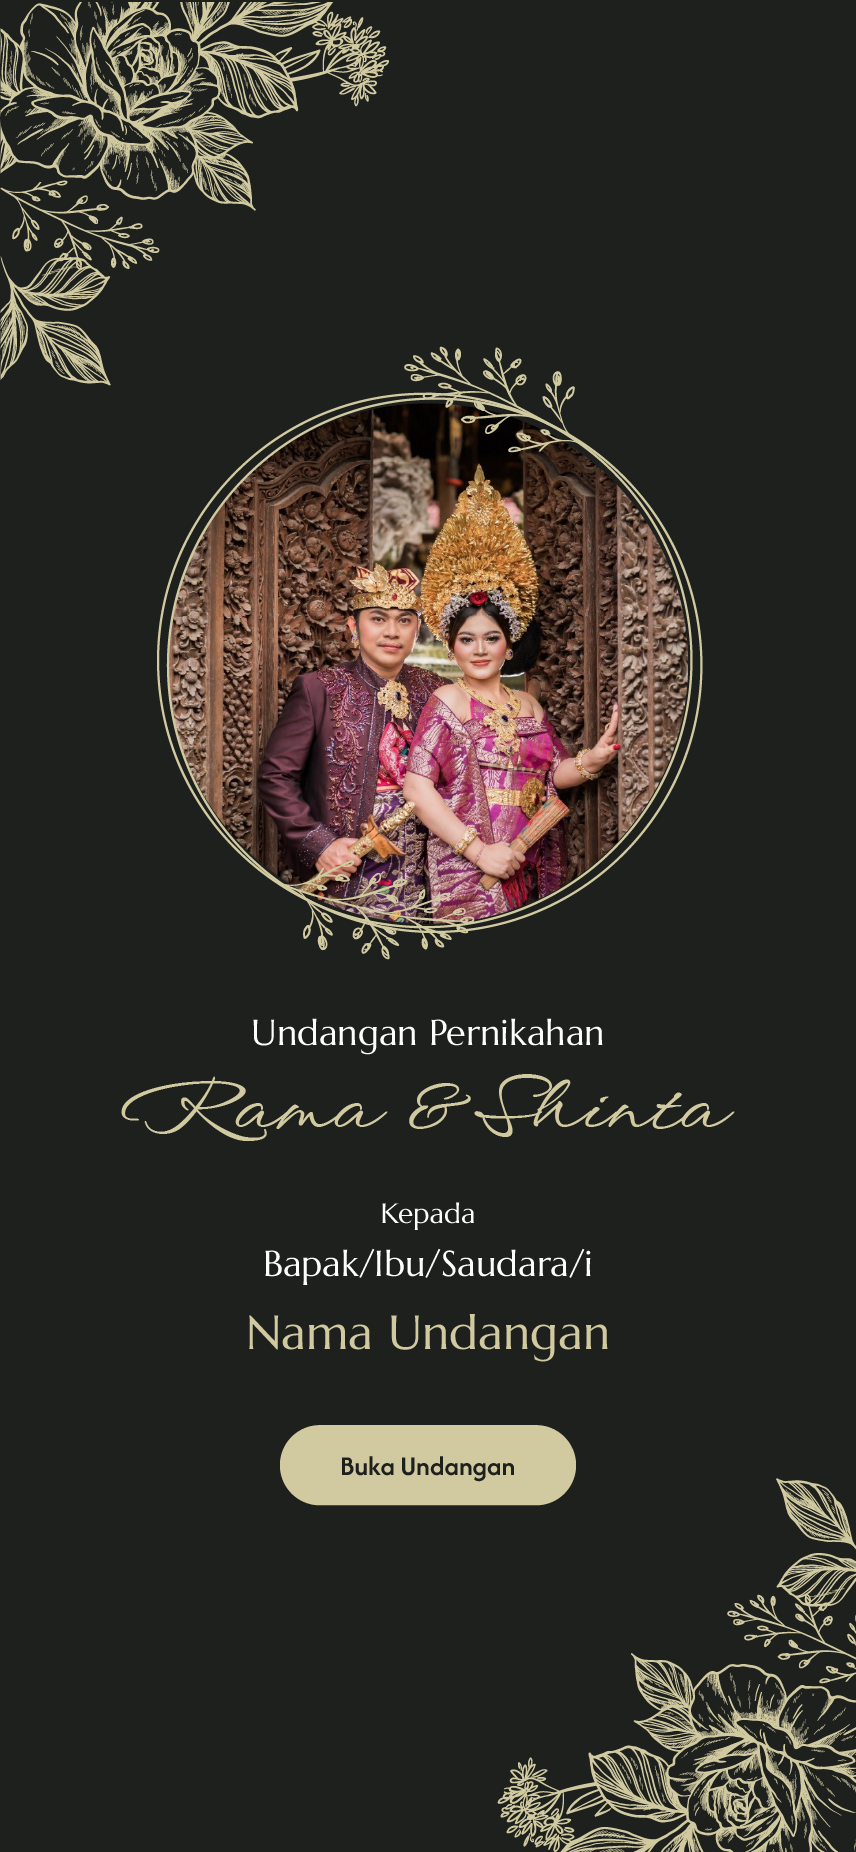 Undangan Pernikahan
Rama & Shinta
Kepada
Bapak/Ibu/Saudara/i
Nama Undangan
Buka Undangan